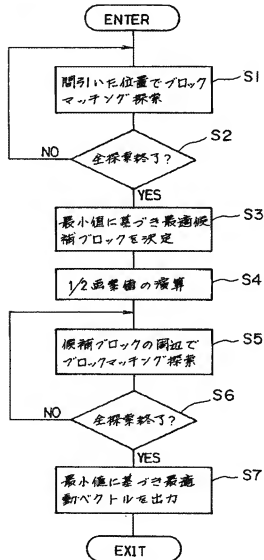 ENTER
間引いた位置でブロック
マッチング探索
S1
全探索終了?
S2
NO
YES
最小値に基づき最適候
補ブロックを決定
S3
1/2画素値の演算
S4
候補ブロックの周辺で
ブロックマッチング探索
S5
全探索終了?
S6
NO
YES
最小値に基づき最適
動ベクトルを出力
S7
EXIT